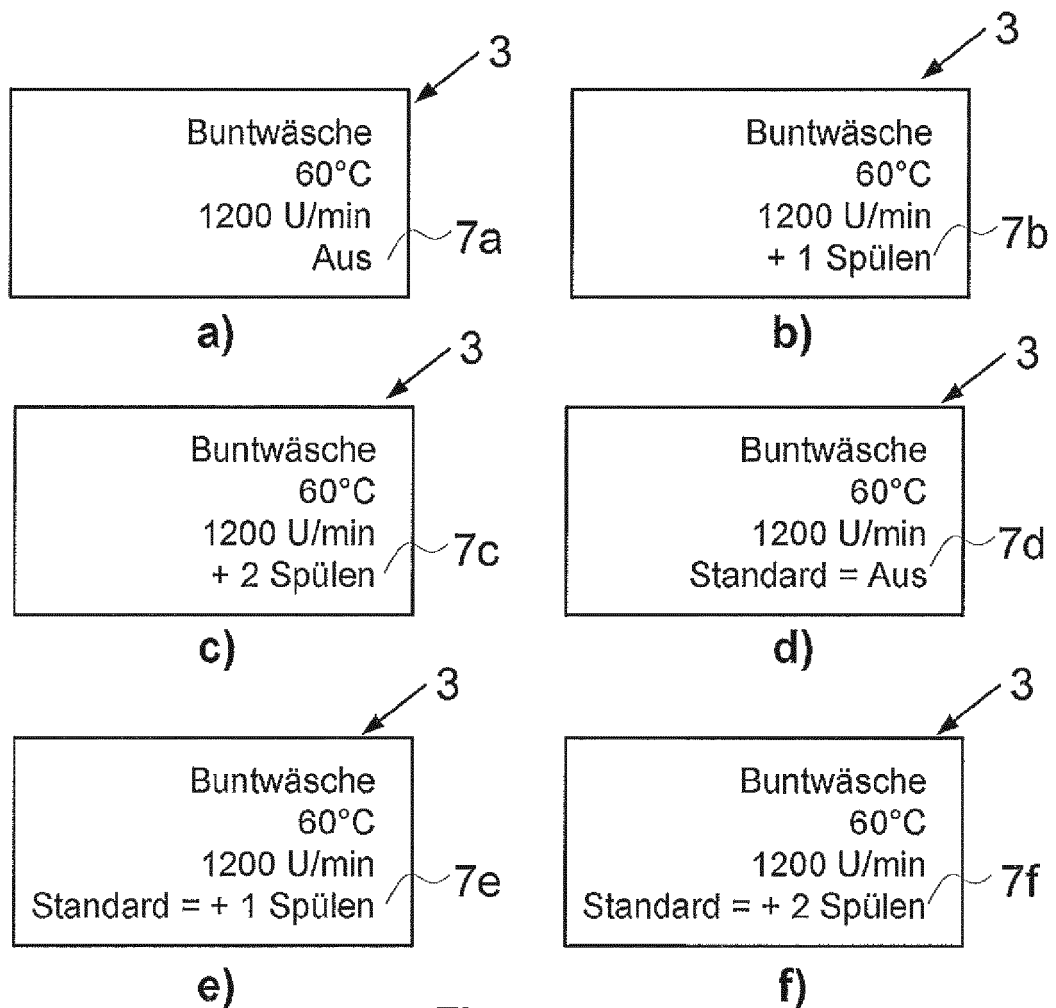 3
Buntwäsche
60°C
1200 U/min
Aus
7a
a)
3
Buntwäsche
60°C
1200 U/min
+ 1 Spülen
7b
b)
3
Buntwäsche
60°C
1200 U/min
+ 2 Spülen
7c
c)
3
Buntwäsche
60°C
1200 U/min
Standard = Aus
7d
d)
3
Buntwäsche
60°C
1200 U/min
Standard = + 1 Spülen
7e
e)
3
Buntwäsche
60°C
1200 U/min
Standard = + 2 Spülen
7f
f)